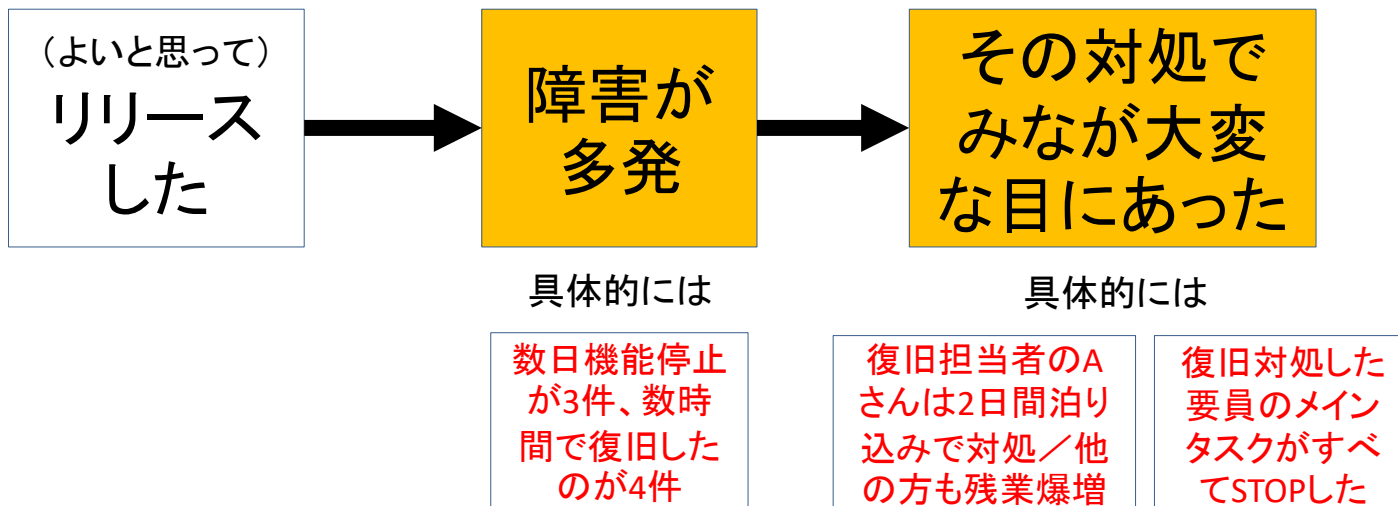 （よいと思って）
リリース
した
障害が
多発
その対処で
みなが大変
な目にあった
具体的には
具体的には
数日機能停止
が3件、数時
間で復旧した
のが4件
復旧担当者のA
さんは2日間泊り
込みで対処／他
の方も残業爆増
復旧対処した
要員のメイン
タスクがすべ
てSTOPした